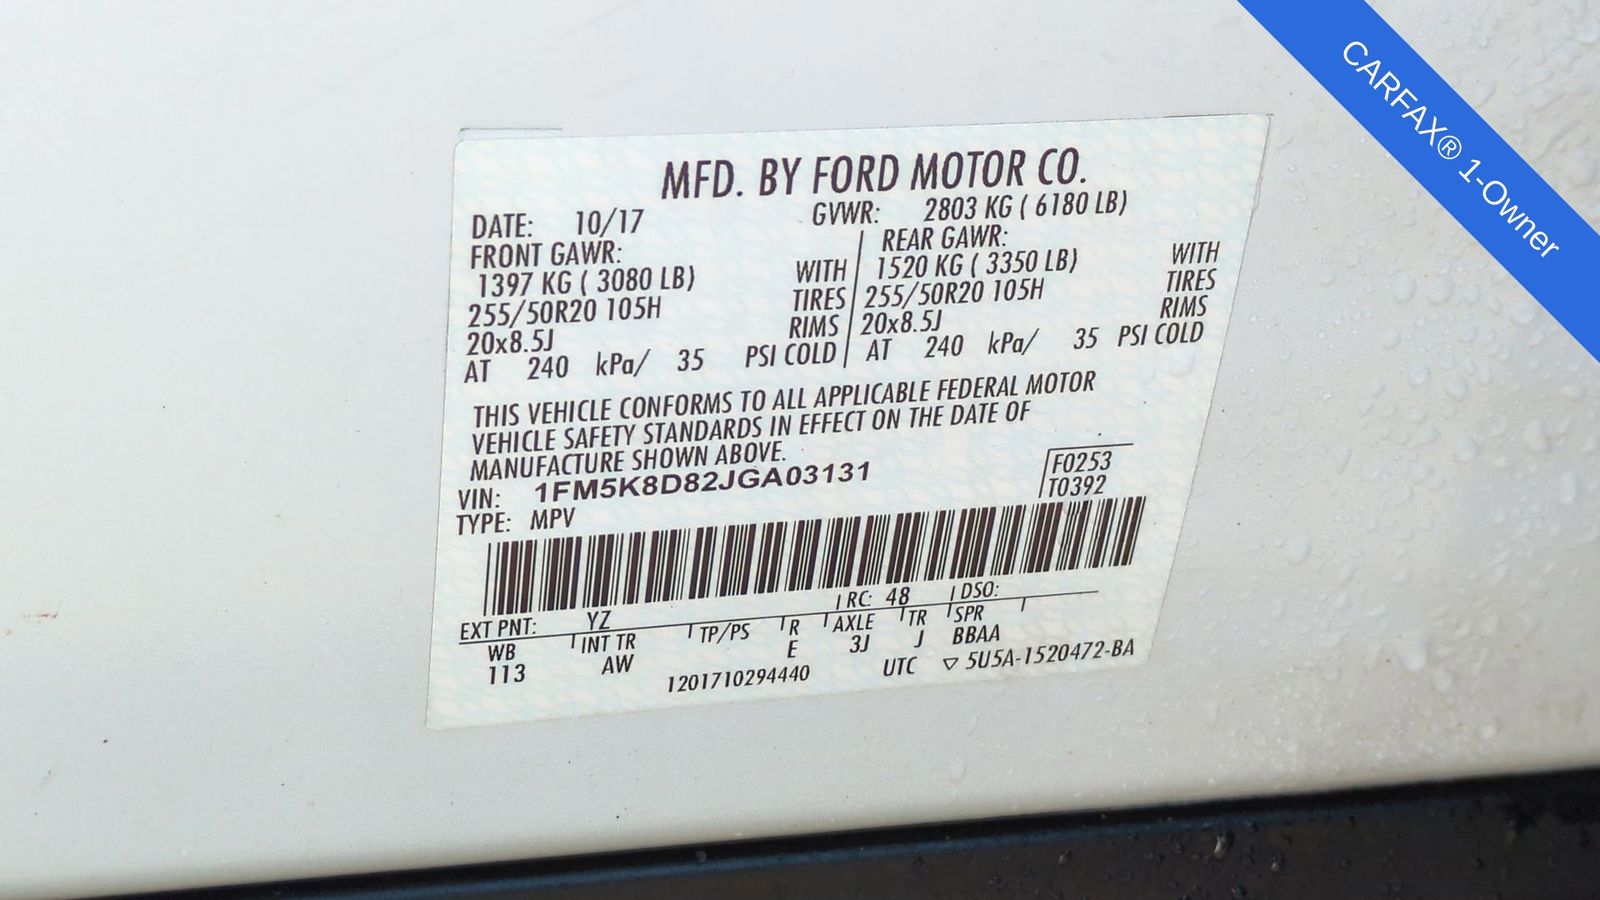 CARFAX® 1-Owner
MFD. BY FORD MOTOR CO.
DATE: 10/17 GVWR: 2803 KG ( 6180 LB)
FRONT GAWR: REAR GAWR:
1397 KG ( 3080 LB) WITH 1520 KG ( 3350 LB) WITH
255/50R20 105H TIRES 255/50R20 105H TIRES
20x8.5J RIMS 20x8.5J RIMS
AT 240 kPa/ 35 PSI COLD AT 240 kPa/ 35 PSI COLD
THIS VEHICLE CONFORMS TO ALL APPLICABLE FEDERAL MOTOR
VEHICLE SAFETY STANDARDS IN EFFECT ON THE DATE OF
MANUFACTURE SHOWN ABOVE.
VIN: 1FM5K8D82JGA03131 F0253
TYPE: MPV T0392
EXT PNT: YZ RC: 48 DSO:
WB INT TR TP/PS R AXLE TR SPR
113 AW E 3J J BBAA
1201710294440 UTC ▽ 5U5A-1520472-BA